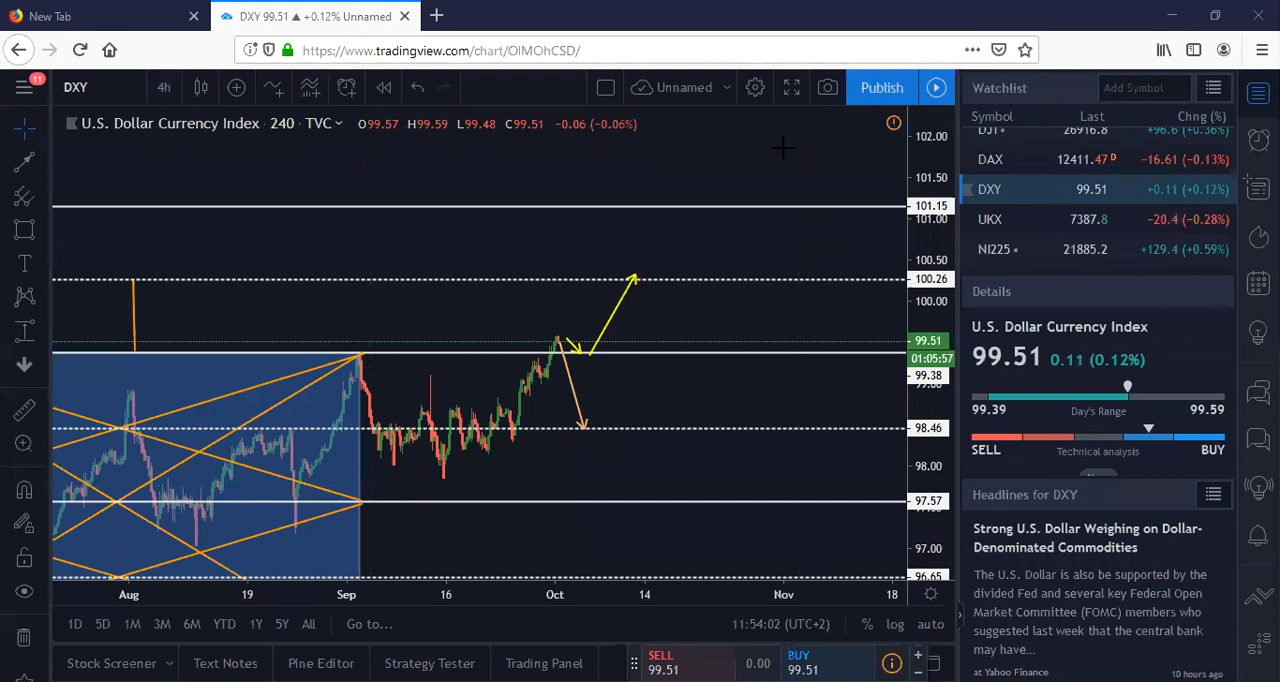 New Tab
DXY 99.51 ▲ +0.12% Unnamed
https://www.tradingview.com/chart/OIMOhCSD/
11
DXY
4h
Unnamed
Publish
U.S. Dollar Currency Index · 240 · TVC
O99.57 H99.59 L99.48 C99.51 -0.06 (-0.06%)
102.00
101.50
101.15
101.00
100.50
100.26
100.00
99.51
01:05:57
99.38
99.00
98.46
98.00
97.57
97.00
96.65
Aug 19 Sep 16 Oct 14 Nov 18
1D 5D 1M 3M 6M YTD 1Y 5Y All Go to...
11:54:02 (UTC+2) % log auto
Stock Screener Text Notes Pine Editor Strategy Tester Trading Panel
SELL
99.51
0.00
BUY
99.51
Watchlist
Add Symbol
Symbol Last Chng (%)
DJI 26916.8 +96.6 (+0.36%)
DAX 12411.47 D −16.61 (−0.13%)
DXY 99.51 +0.11 (+0.12%)
UKX 7387.8 −20.4 (−0.28%)
NI225 21885.2 +129.4 (+0.59%)
Details
U.S. Dollar Currency Index
99.51 0.11 (0.12%)
99.39 Day's Range 99.59
SELL Technical analysis BUY
Headlines for DXY
Strong U.S. Dollar Weighing on Dollar-
Denominated Commodities
The U.S. Dollar is also be supported by the
divided Fed and several key Federal Open
Market Committee (FOMC) members who
suggested last week that the central bank
may have...
at Yahoo Finance
10 hours ago